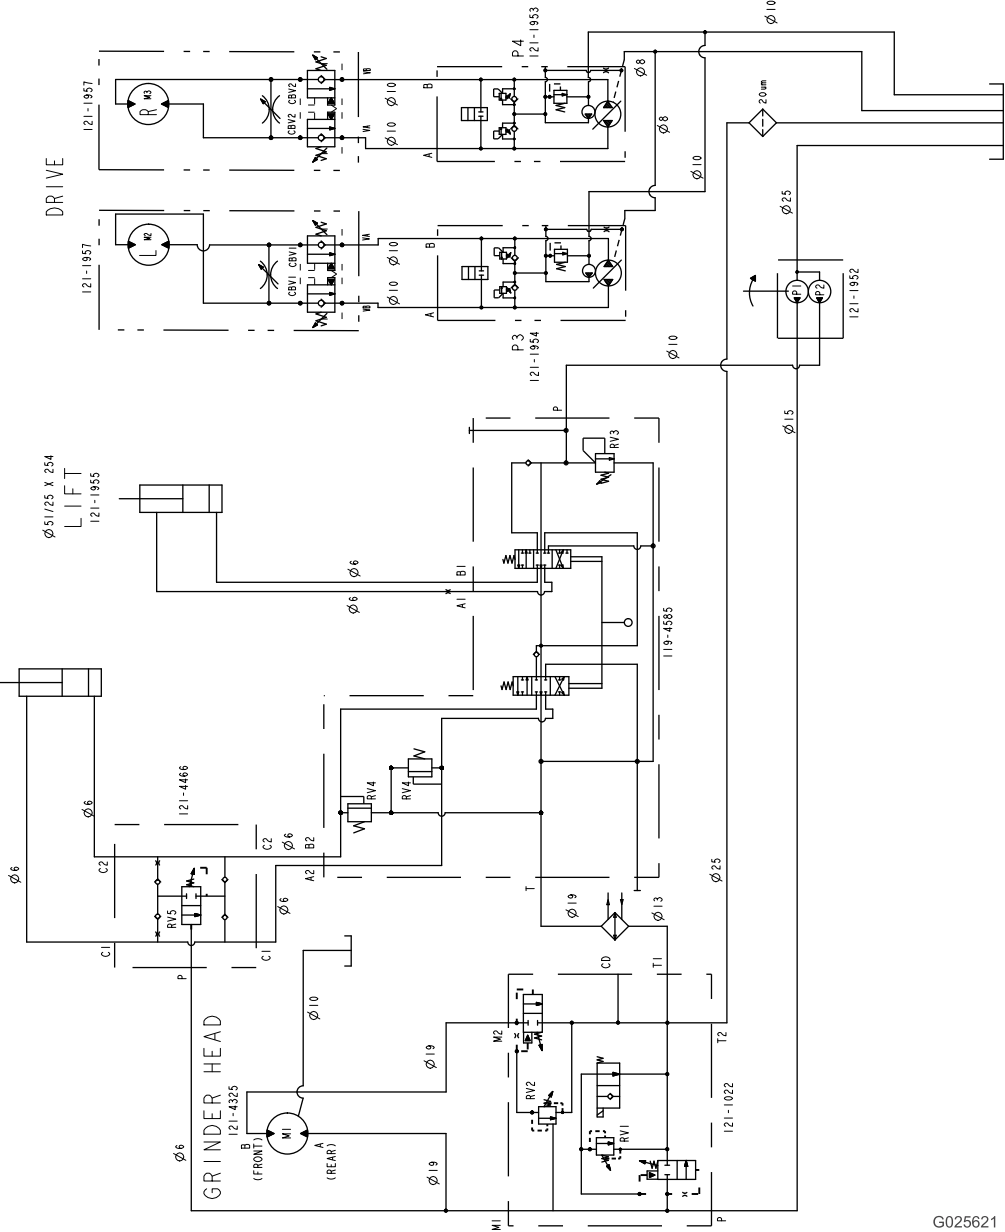 DRIVE
121-1957
R M3
CBV2
CBV2
VB
VA
Ø10
Ø10
B
A
P4
121-1953
Ø8
Ø8
Ø10
Ø10
20um
121-1957
L M2
CBV1
CBV1
VA
VB
Ø10
Ø10
B
A
P3
121-1954
Ø25
P1
P2
121-1952
Ø10
Ø15
Ø51/25 X 254
LIFT
121-1955
Ø6
Ø6
B1
A1
P
RV3
119-4585
Ø6
Ø6
121-4466
C2
C1
RV5
C2
C1
P
Ø6
Ø6
B2
A2
RV4
RV4
T
Ø19
Ø13
Ø25
GRINDER HEAD
121-4325
B
(FRONT)
M1
A
(REAR)
Ø10
Ø6
Ø19
Ø19
M2
CD
T1
T2
RV2
RV1
121-1022
M1
P
G025621